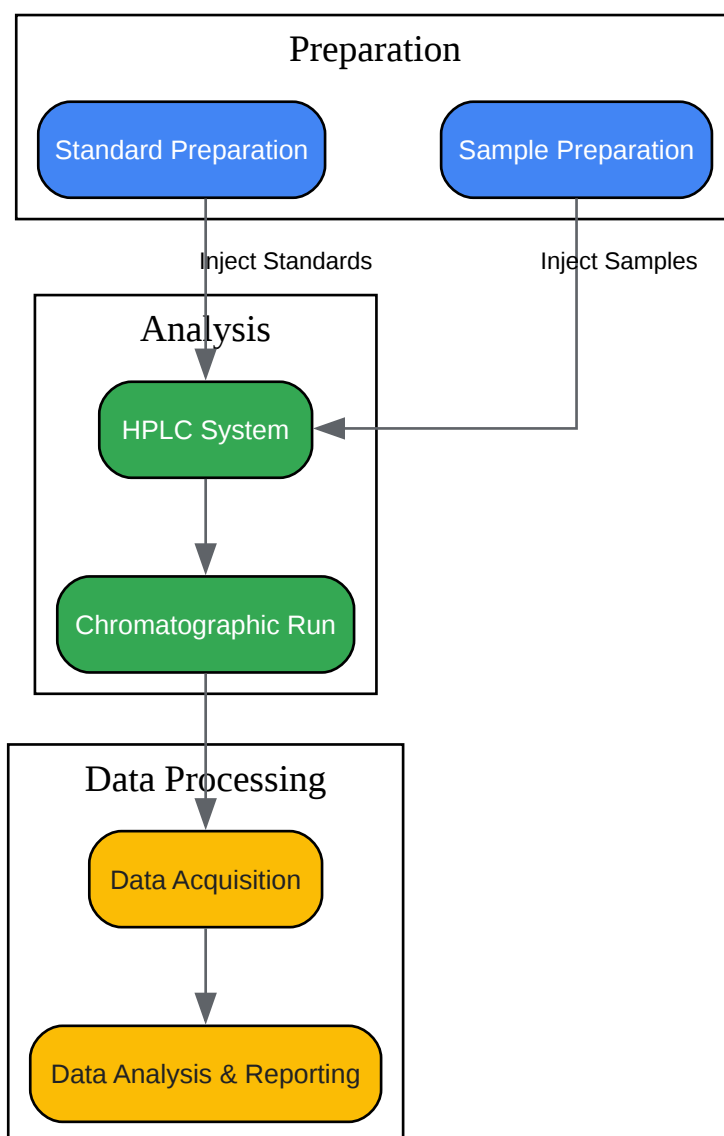 Preparation
Standard Preparation
Sample Preparation
Inject Standards
Inject Samples
Analysis
HPLC System
Chromatographic Run
Data Processing
Data Acquisition
Data Analysis & Reporting